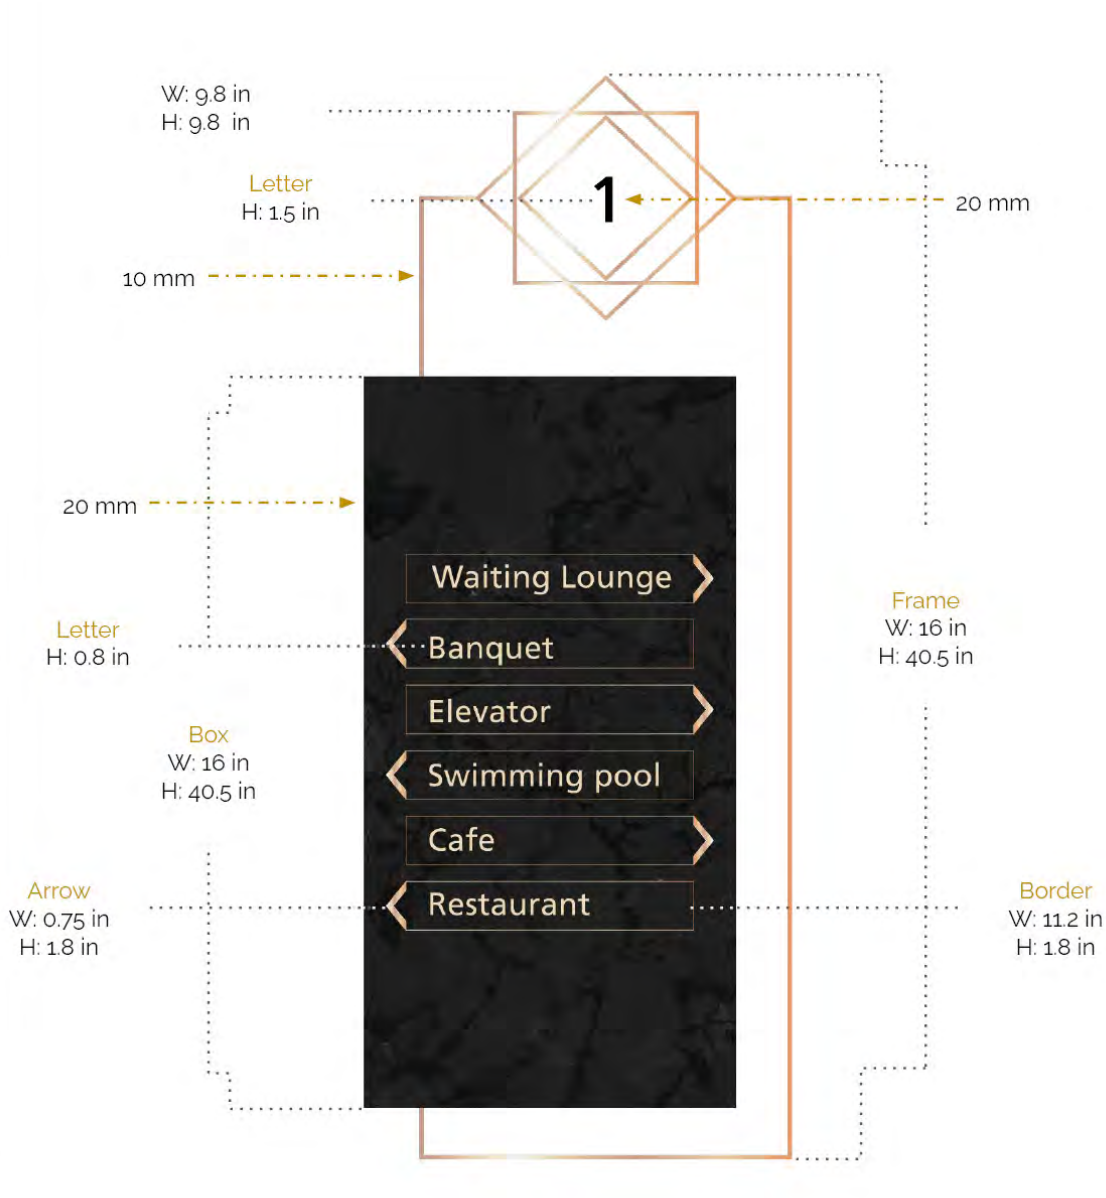 W: 9.8 in
H: 9.8 in
Letter
H: 1.5 in
1
20 mm
10 mm
20 mm
Waiting Lounge
Banquet
Elevator
Swimming pool
Cafe
Restaurant
Letter
H: 0.8 in
Frame
W: 16 in
H: 40.5 in
Box
W: 16 in
H: 40.5 in
Arrow
W: 0.75 in
H: 1.8 in
Border
W: 11.2 in
H: 1.8 in